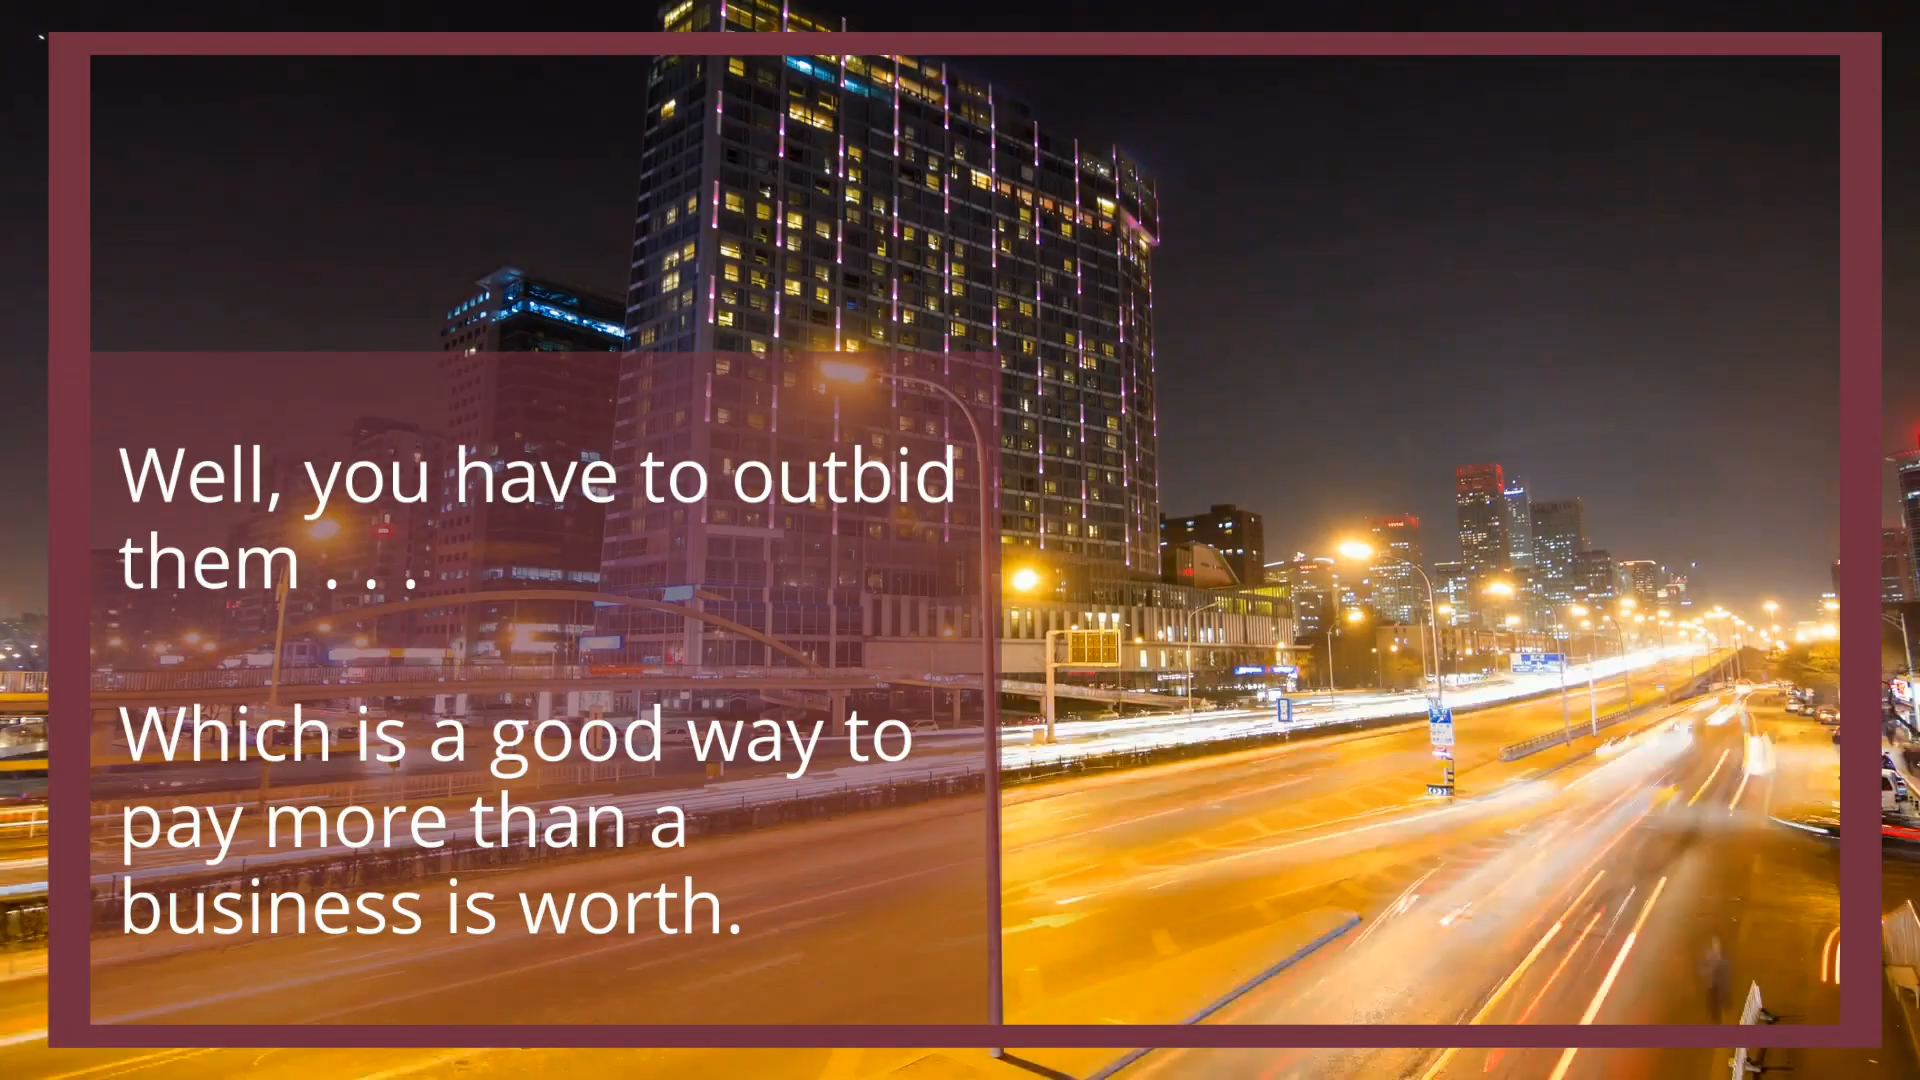 Well, you have to outbid
them . . .
Which is a good way to
pay more than a
business is worth.